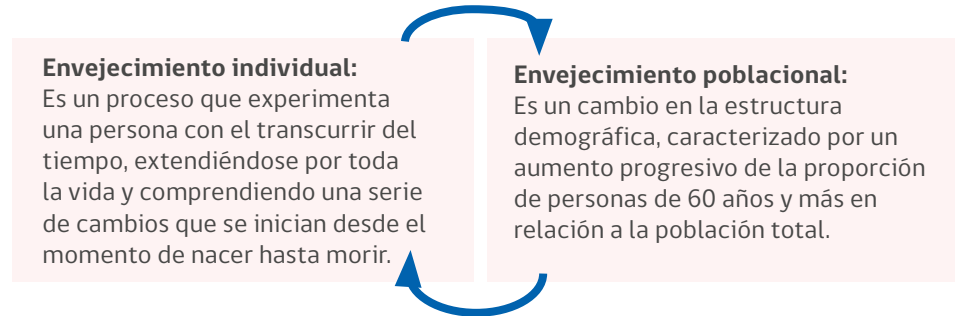 Envejecimiento individual:
Es un proceso que experimenta
una persona con el transcurrir del
tiempo, extendiéndose por toda
la vida y comprendiendo una serie
de cambios que se inician desde el
momento de nacer hasta morir.
Envejecimiento poblacional:
Es un cambio en la estructura
demográfica, caracterizado por un
aumento progresivo de la proporción
de personas de 60 años y más en
relación a la población total.